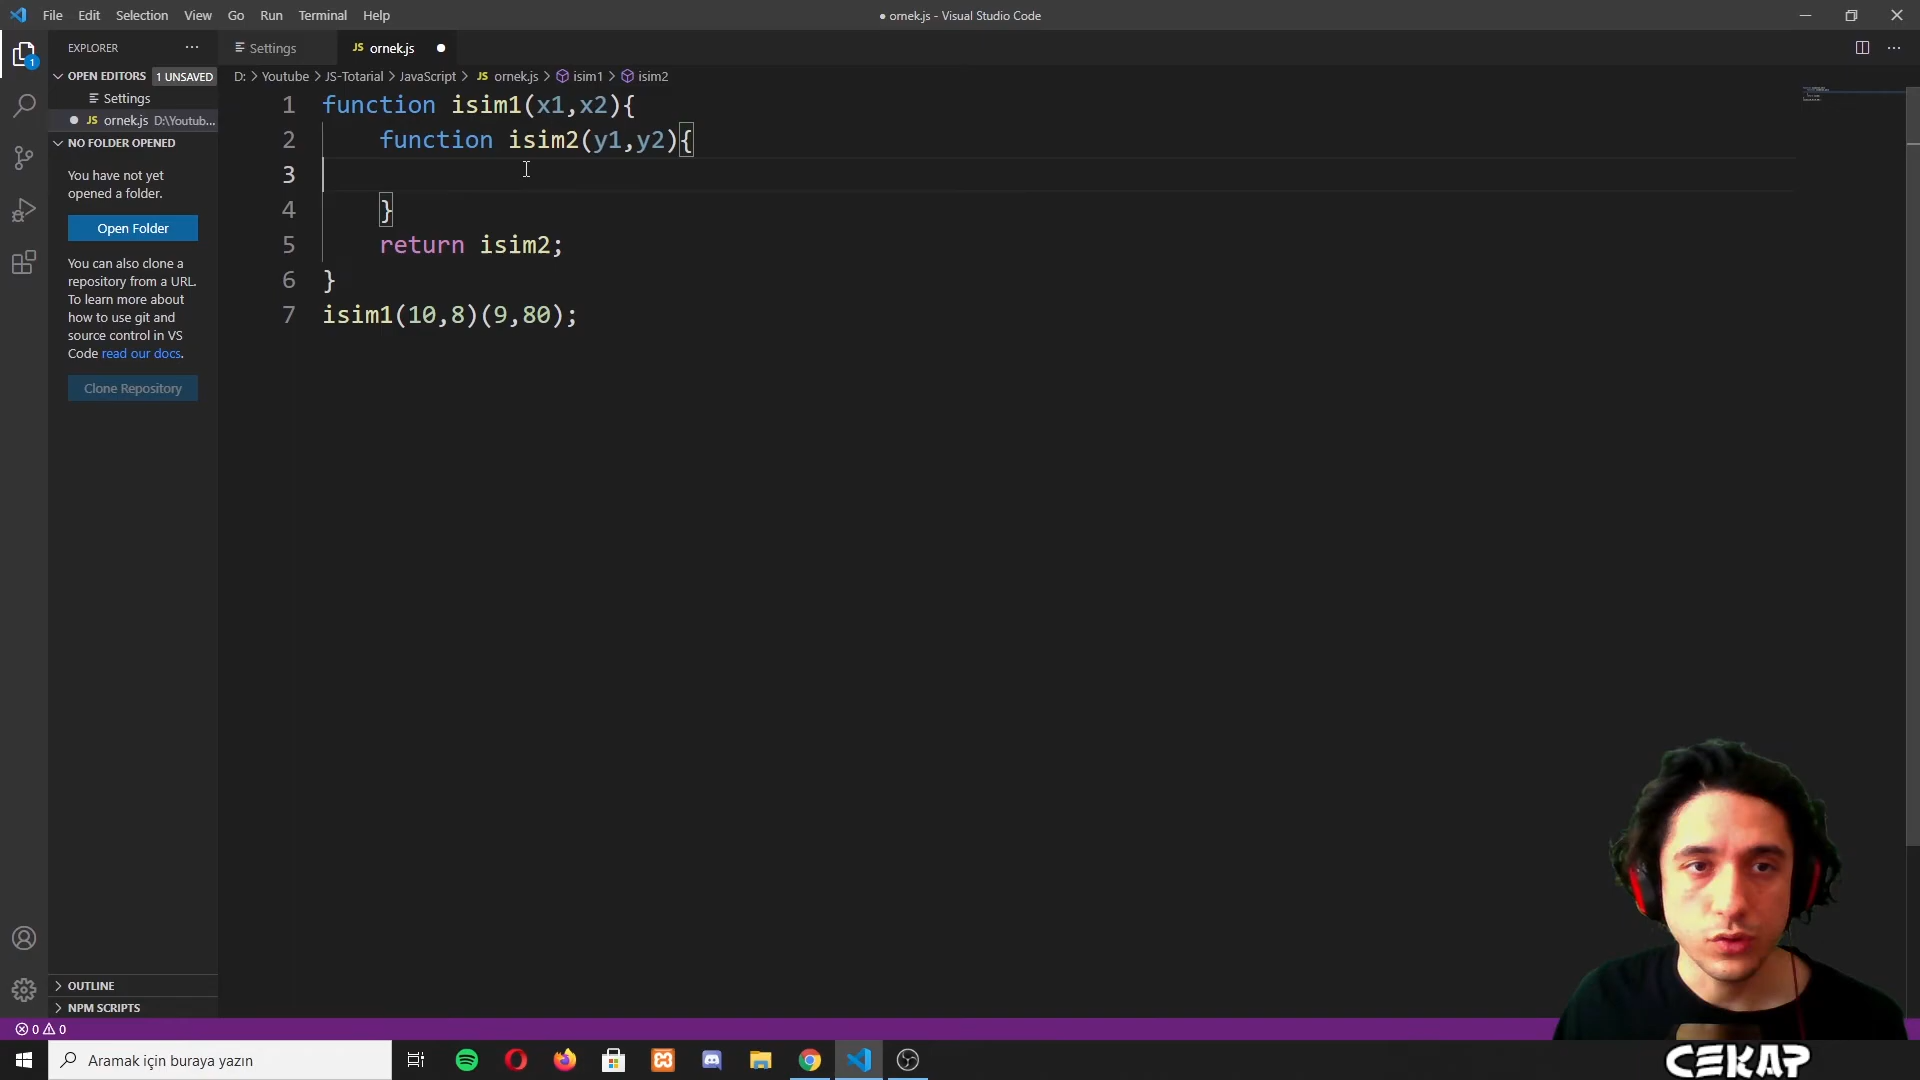 File Edit Selection View Go Run Terminal Help
● ornek.js - Visual Studio Code
EXPLORER ...
Settings
JS ornek.js
OPEN EDITORS 1 UNSAVED
Settings
JS ornek.js D:\Youtub...
NO FOLDER OPENED
You have not yet
opened a folder.
Open Folder
You can also clone a
repository from a URL.
To learn more about
how to use git and
source control in VS
Code read our docs.
Clone Repository
OUTLINE
NPM SCRIPTS
D: > Youtube > JS-Totarial > JavaScript > JS ornek.js > isim1 > isim2
1 function isim1(x1,x2){
2 function isim2(y1,y2){
3
4 }
5 return isim2;
6 }
7 isim1(10,8)(9,80);
1
0 0
Aramak için buraya yazın
CEKAP